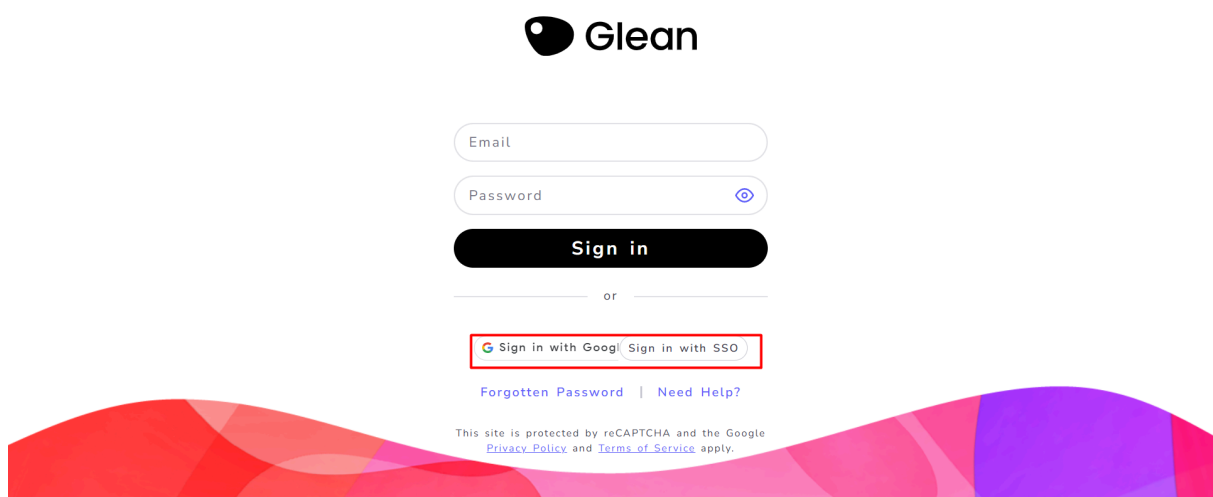 Glean
Email
Password
Sign in
or
Sign in with Googl
Sign in with SSO
Forgotten Password | Need Help?
This site is protected by reCAPTCHA and the Google
Privacy Policy and Terms of Service apply.